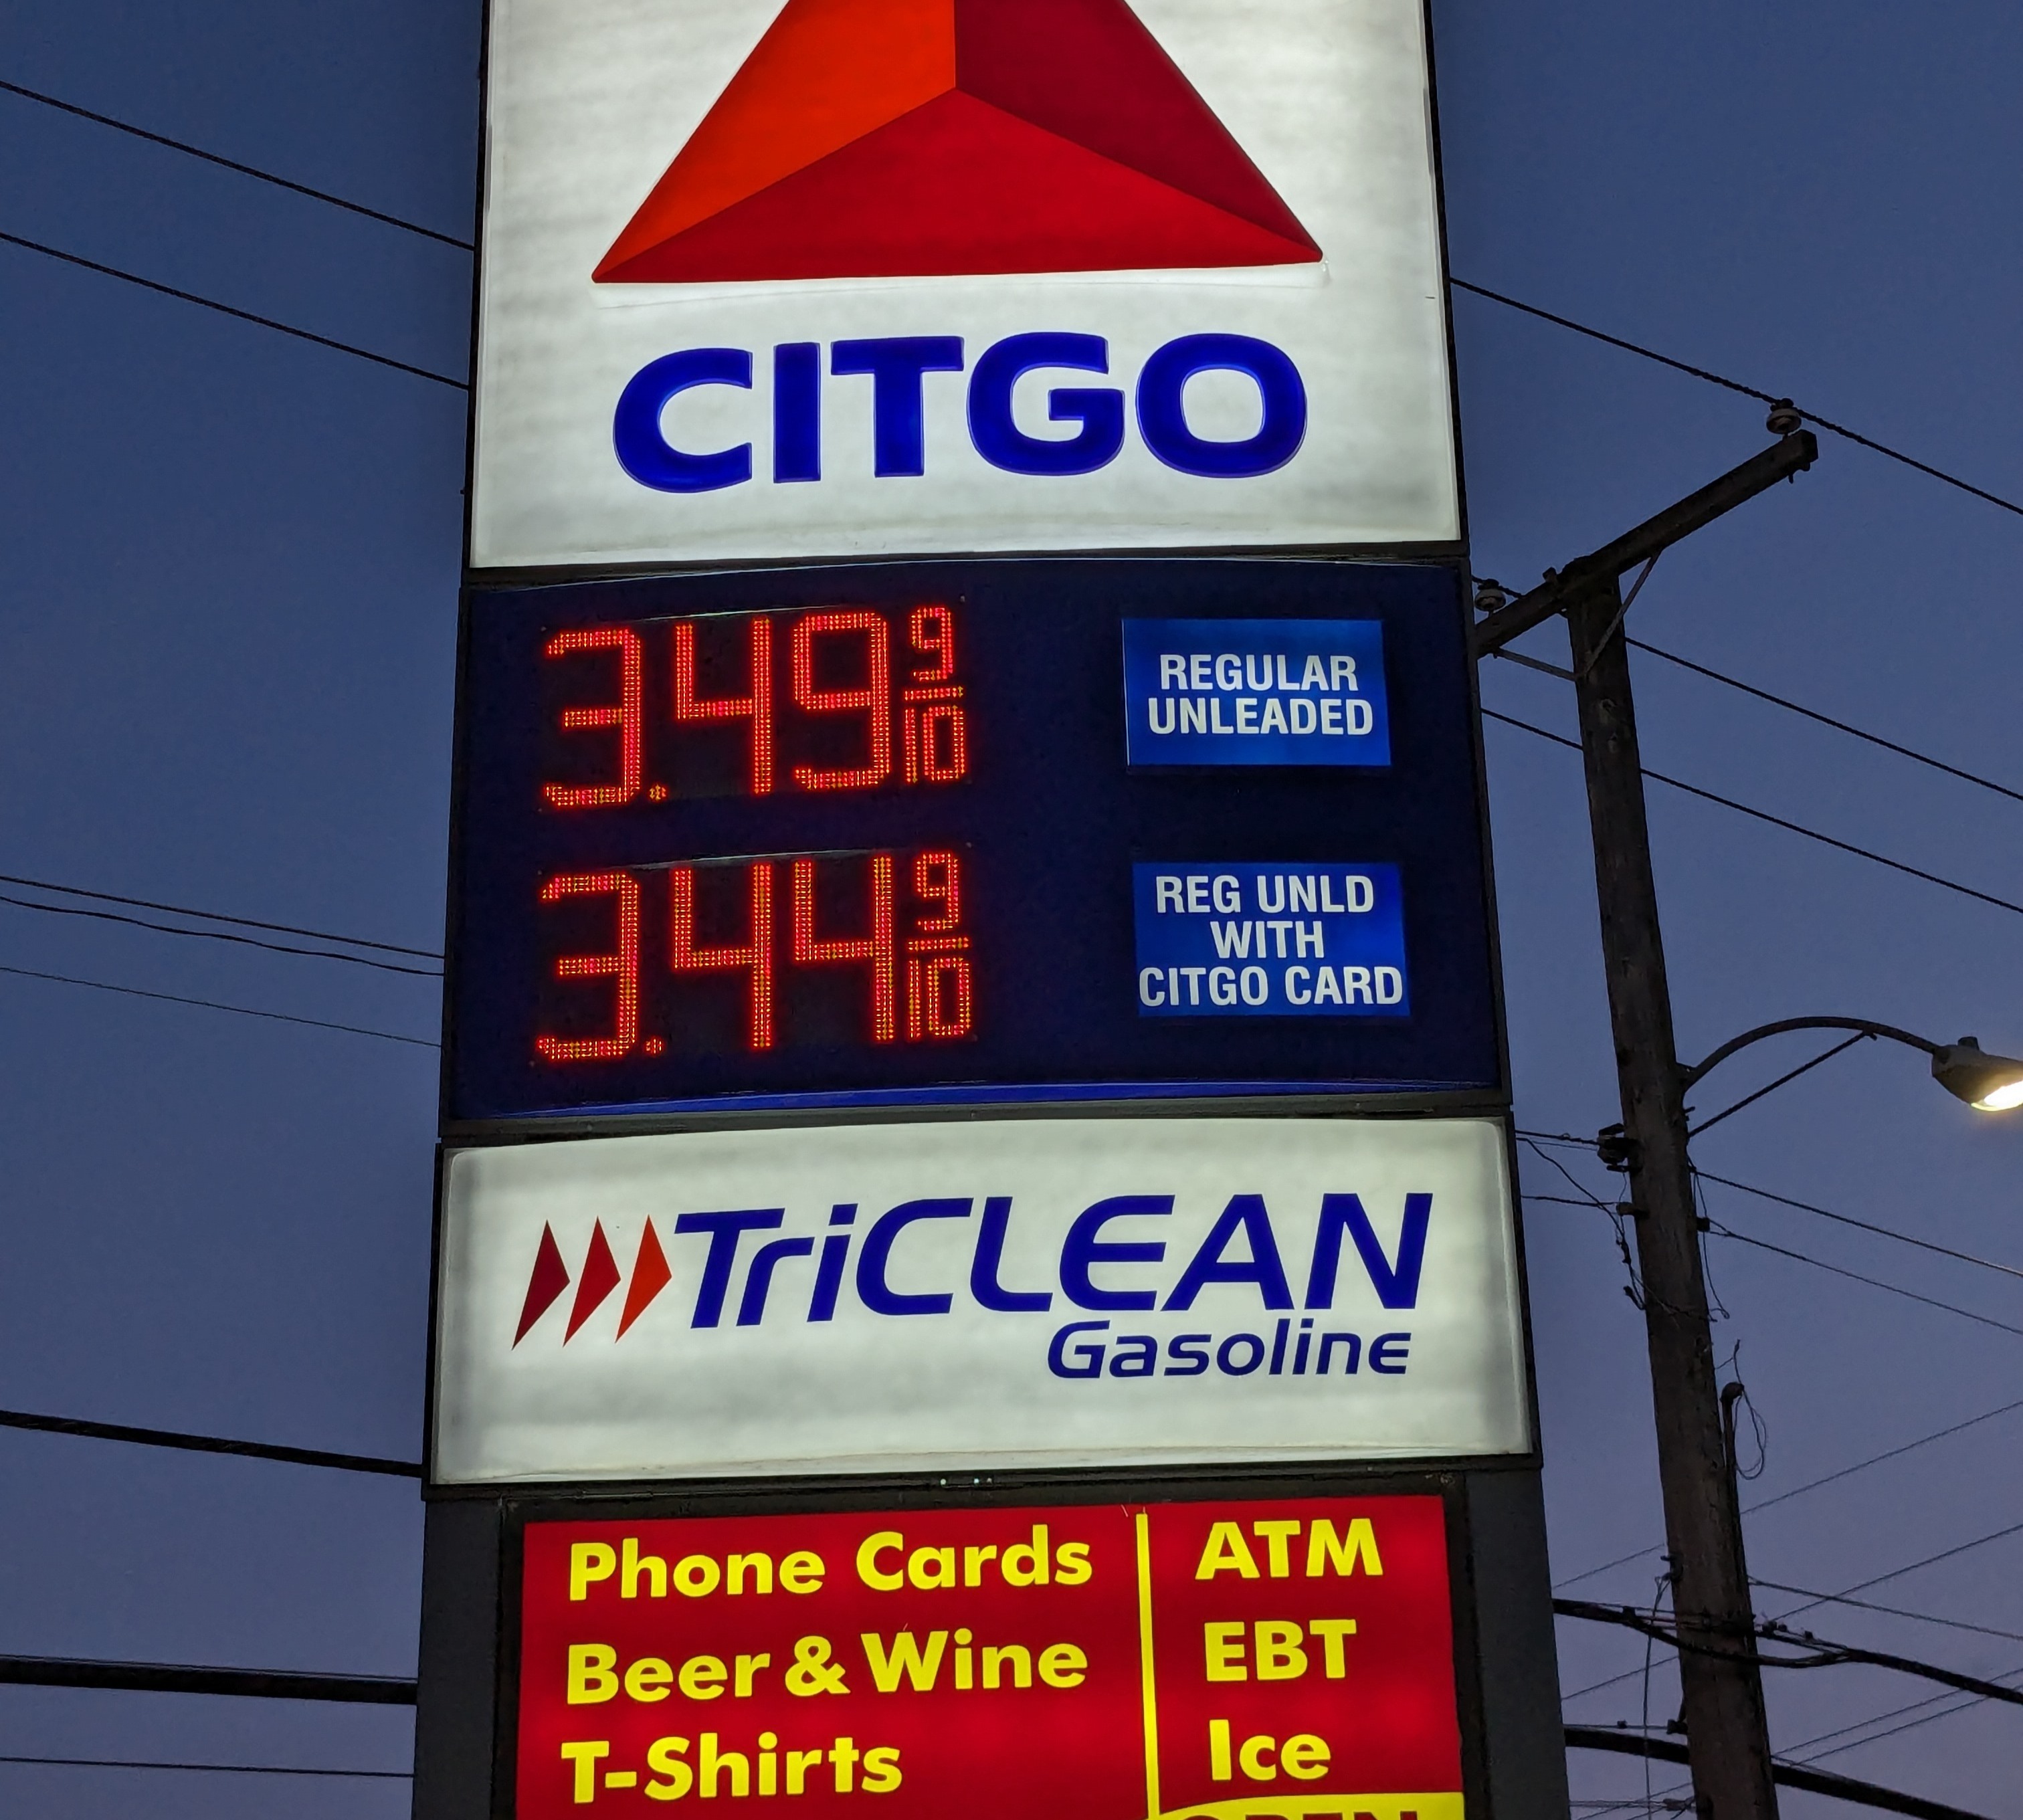 CITGO
3.49 9/10
REGULAR
UNLEADED
3.44 9/10
REG UNLD
WITH
CITGO CARD
TriCLEAN
Gasoline
Phone Cards
ATM
Beer & Wine
EBT
T-Shirts
Ice
OPEN